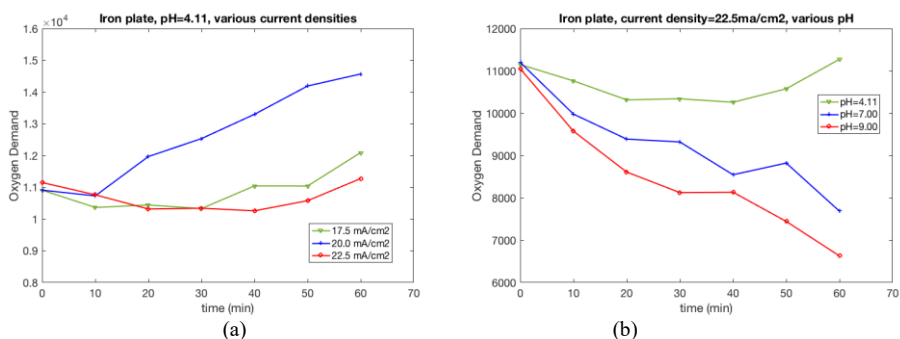 Iron plate, pH=4.11, various current densities
×10⁴
1.6
1.5
1.4
1.3
1.2
1.1
1
0.9
0.8
Oxygen Demand
0 10 20 30 40 50 60 70
time (min)
17.5 mA/cm2
20.0 mA/cm2
22.5 mA/cm2
(a)
Iron plate, current density=22.5ma/cm2, various pH
12000
11000
10000
9000
8000
7000
6000
Oxygen Demand
0 10 20 30 40 50 60 70
time (min)
pH=4.11
pH=7.00
pH=9.00
(b)